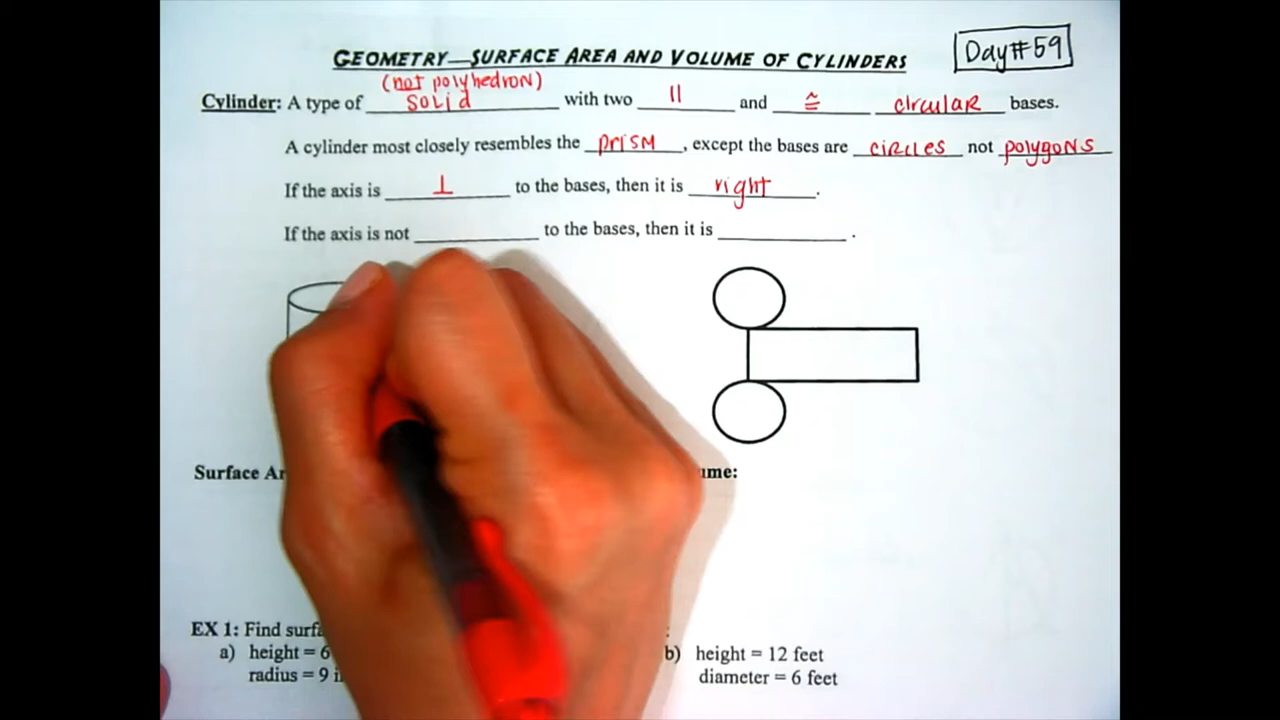 GEOMETRY—SURFACE AREA AND VOLUME OF CYLINDERS
Day #59
(not polyhedron)
Cylinder: A type of solid with two || and ≅ circular bases.
A cylinder most closely resembles the prism, except the bases are circles not polygons
If the axis is ⊥ to the bases, then it is right.
If the axis is not ____________ to the bases, then it is ____________ .
Surface
EX 1: Find
a) height = 6
radius = 9
b) height = 12 feet
diameter = 6 feet